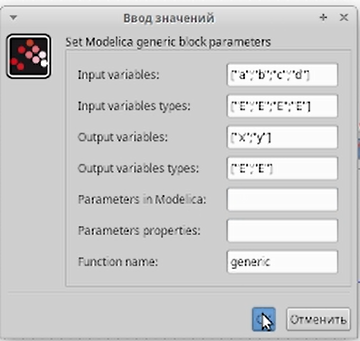 Ввод значений
Set Modelica generic block parameters
Input variables: ["a";"b";"c";"d"]
Input variables types: ["E";"E";"E";"E"]
Output variables: ["x";"y"]
Output variables types: ["E";"E"]
Parameters in Modelica:
Parameters properties:
Function name: generic
Отменить